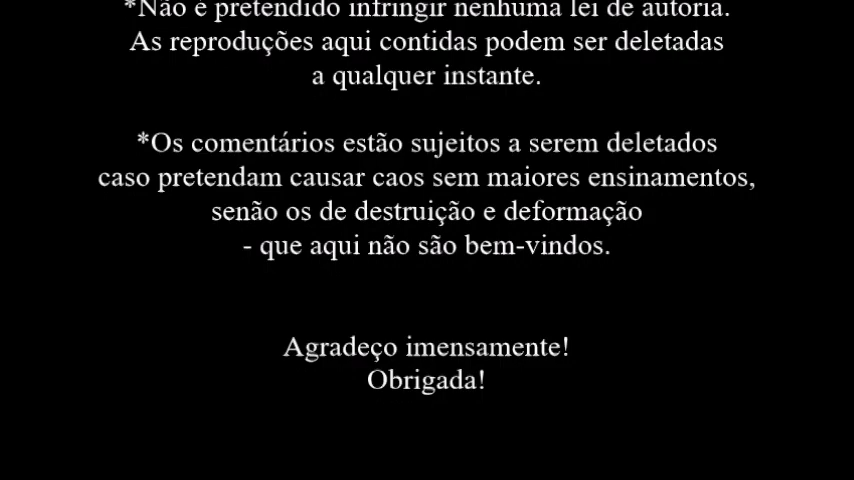 *Não é pretendido infringir nenhuma lei de autoria.
As reproduções aqui contidas podem ser deletadas
a qualquer instante.
*Os comentários estão sujeitos a serem deletados
caso pretendam causar caos sem maiores ensinamentos,
senão os de destruição e deformação
- que aqui não são bem-vindos.
Agradeço imensamente!
Obrigada!